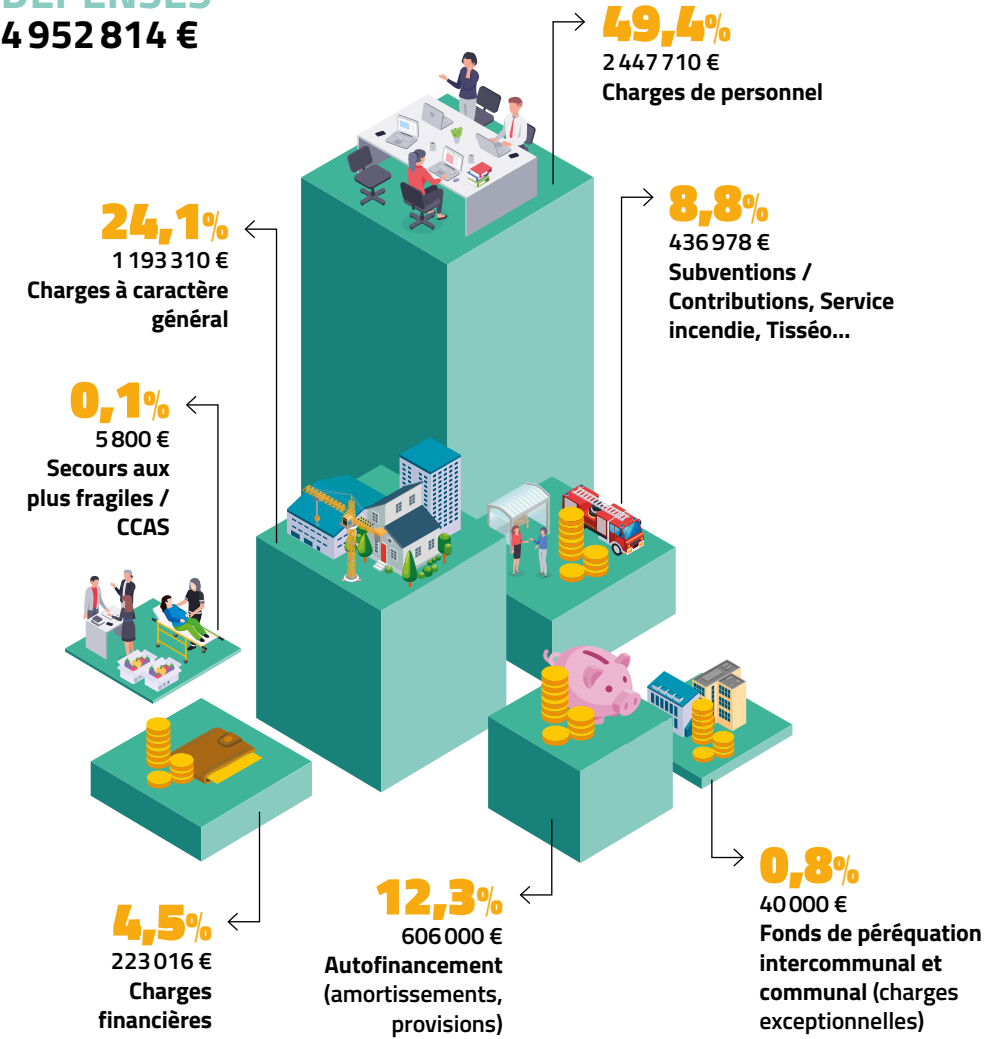 DÉPENSES
4 952 814 €
49,4%
2 447 710 €
Charges de personnel
24,1%
1 193 310 €
Charges à caractère
général
8,8%
436 978 €
Subventions /
Contributions, Service
incendie, Tisséo...
0,1%
5 800 €
Secours aux
plus fragiles /
CCAS
4,5%
223 016 €
Charges
financières
12,3%
606 000 €
Autofinancement
(amortissements,
provisions)
0,8%
40 000 €
Fonds de péréquation
intercommunal et
communal (charges
exceptionnelles)